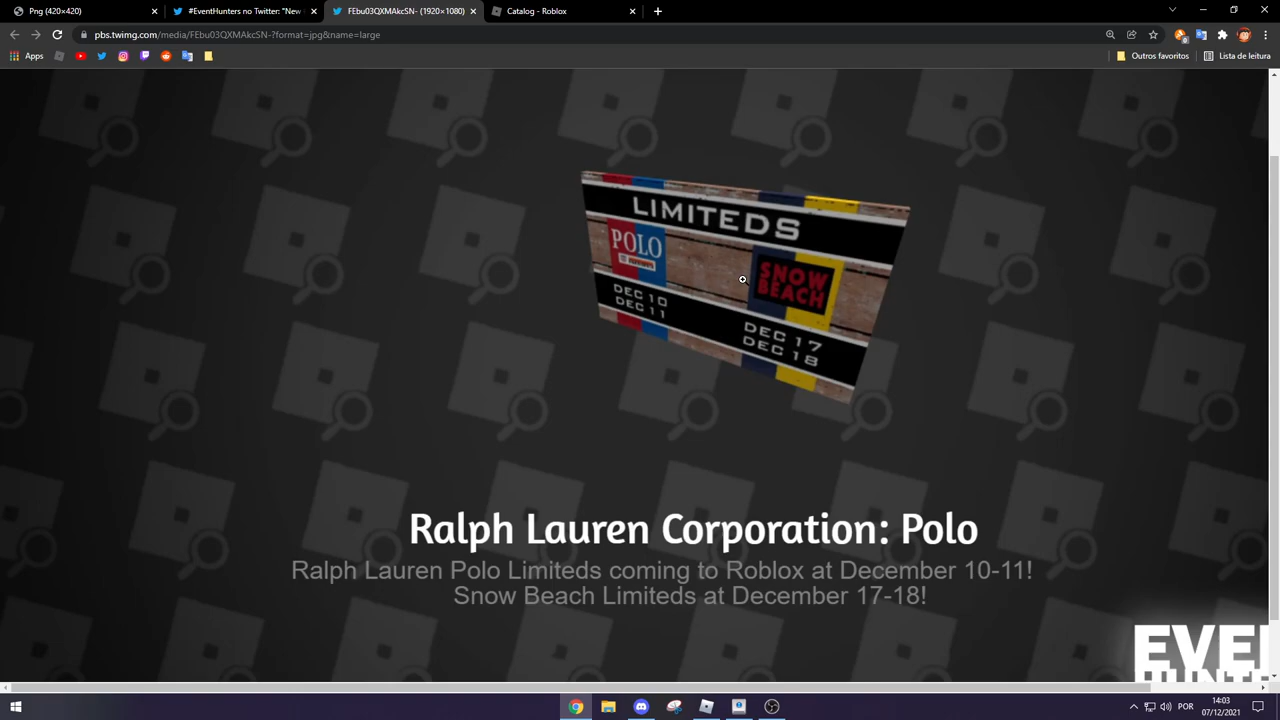 Png (420×420)
#EventHunters no Twitter: "New
FEbu03QXMAkcSN- (1920×1080)
Catalog - Roblox
pbs.twimg.com/media/FEbu03QXMAkcSN-?format=jpg&name=large
Apps
Outros favoritos
Lista de leitura
LIMITEDS
POLO
SNOW
BEACH
DEC 10
DEC 11
DEC 17
DEC 18
Ralph Lauren Corporation: Polo
Ralph Lauren Polo Limiteds coming to Roblox at December 10-11!
Snow Beach Limiteds at December 17-18!
POR
14:03
07/12/2021